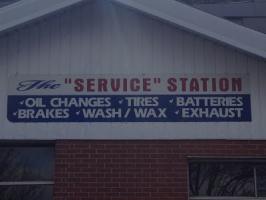 The "SERVICE" STATION
✓OIL CHANGES ✓TIRES ✓BATTERIES
✓BRAKES ✓WASH / WAX ✓EXHAUST